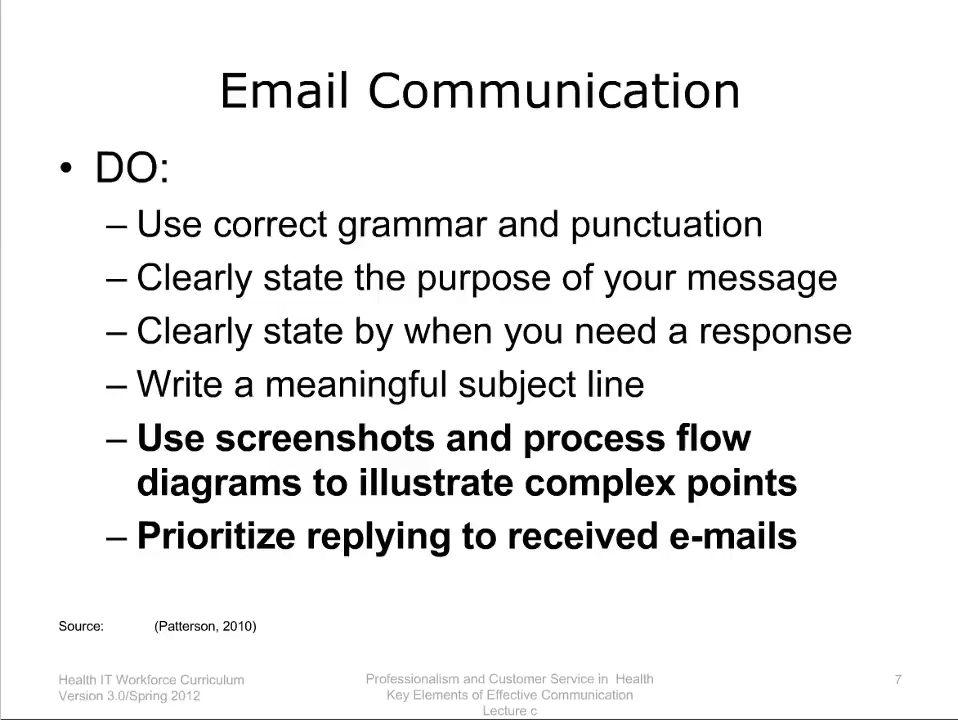 Email Communication
• DO:
– Use correct grammar and punctuation
– Clearly state the purpose of your message
– Clearly state by when you need a response
– Write a meaningful subject line
– Use screenshots and process flow
diagrams to illustrate complex points
– Prioritize replying to received e-mails
Source: (Patterson, 2010)
Health IT Workforce Curriculum
Version 3.0/Spring 2012
Professionalism and Customer Service in Health
Key Elements of Effective Communication
Lecture c
7